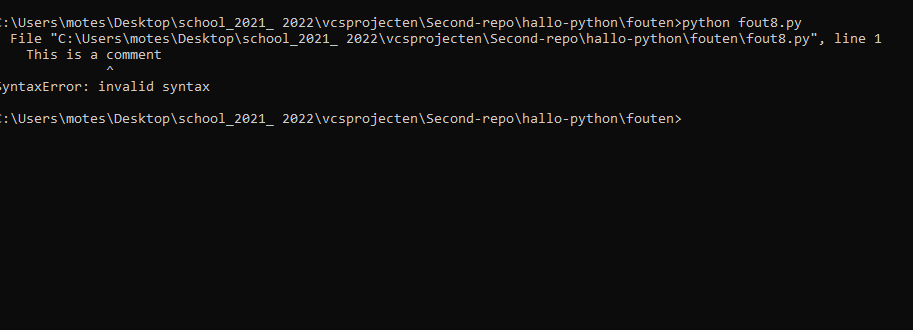 C:\Users\motes\Desktop\school_2021_ 2022\vcsprojecten\Second-repo\hallo-python\fouten>python fout8.py
File "C:\Users\motes\Desktop\school_2021_ 2022\vcsprojecten\Second-repo\hallo-python\fouten\fout8.py", line 1
This is a comment
^
SyntaxError: invalid syntax
C:\Users\motes\Desktop\school_2021_ 2022\vcsprojecten\Second-repo\hallo-python\fouten>